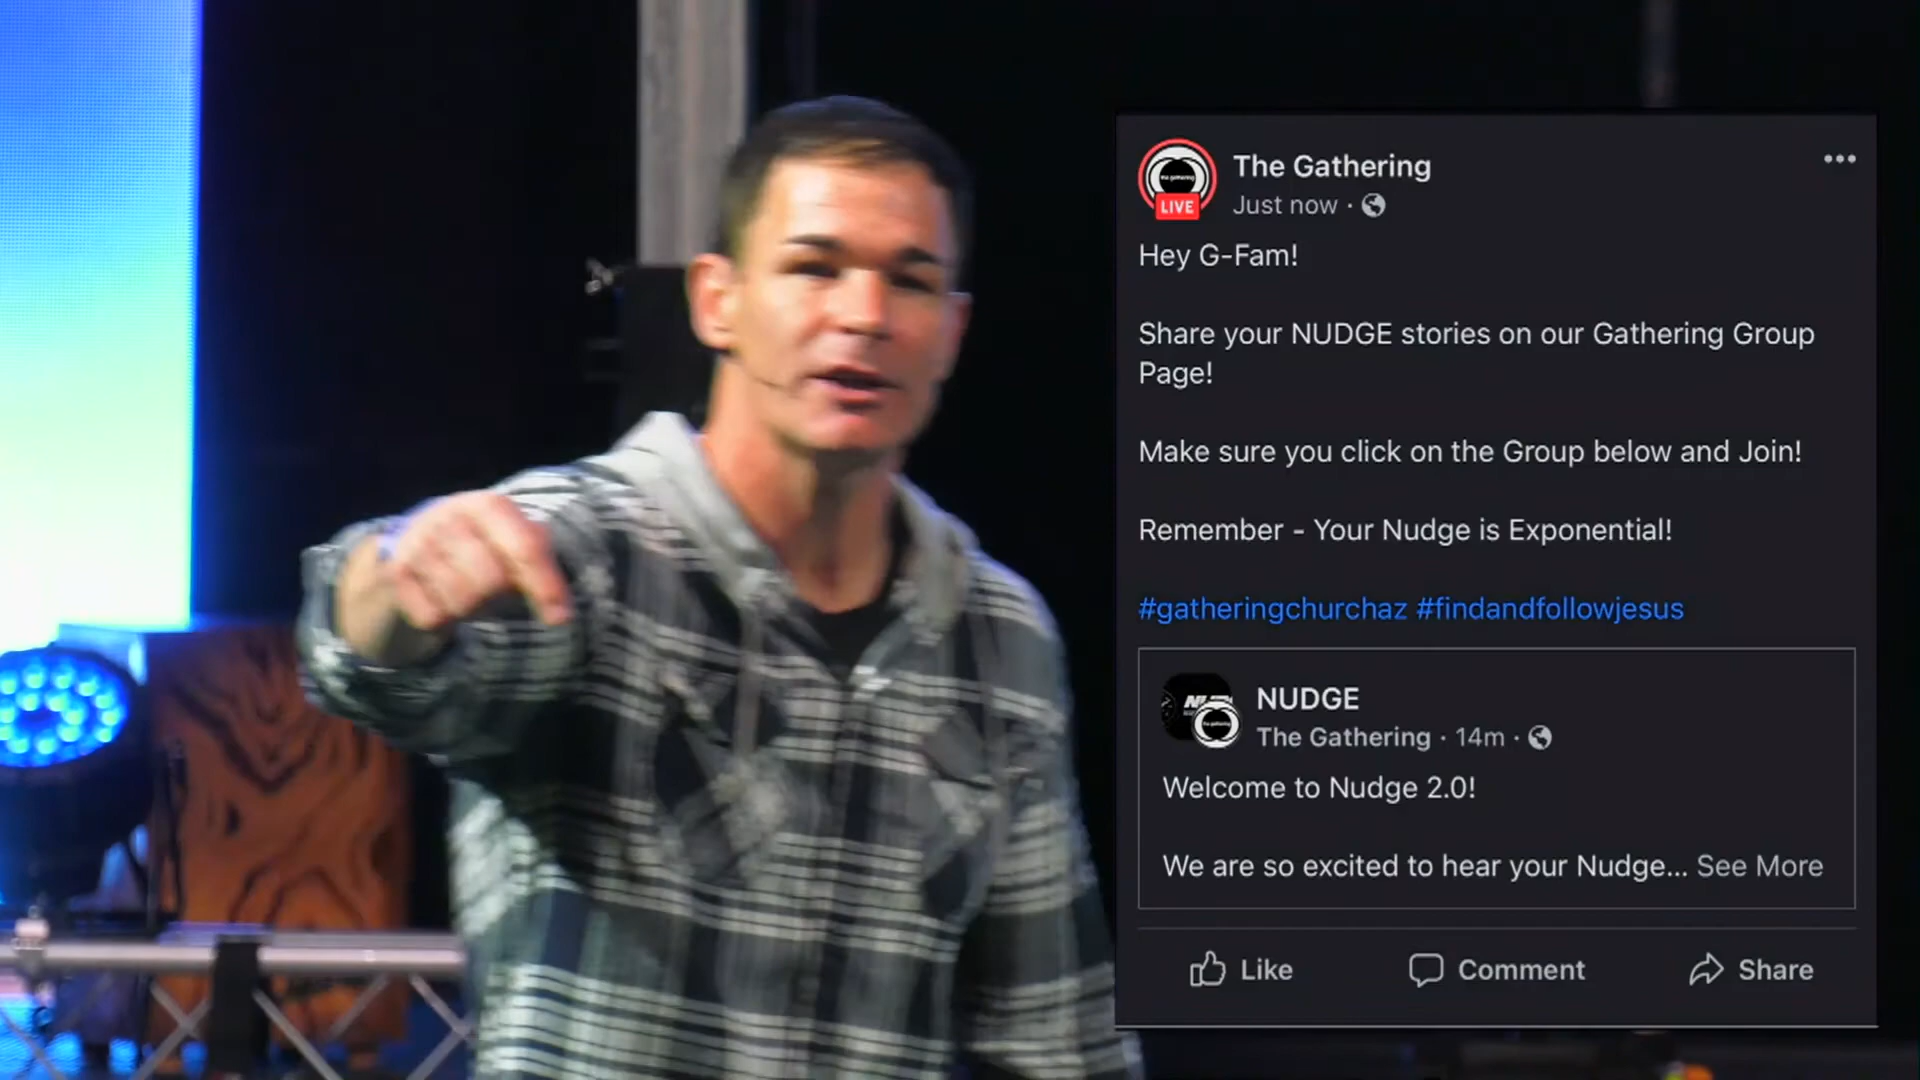 The Gathering
LIVE
Just now ·
Hey G-Fam!
Share your NUDGE stories on our Gathering Group
Page!
Make sure you click on the Group below and Join!
Remember - Your Nudge is Exponential!
#gatheringchurchaz #findandfollowjesus
NUDGE
The Gathering · 14m ·
Welcome to Nudge 2.0!
We are so excited to hear your Nudge... See More
Like
Comment
Share